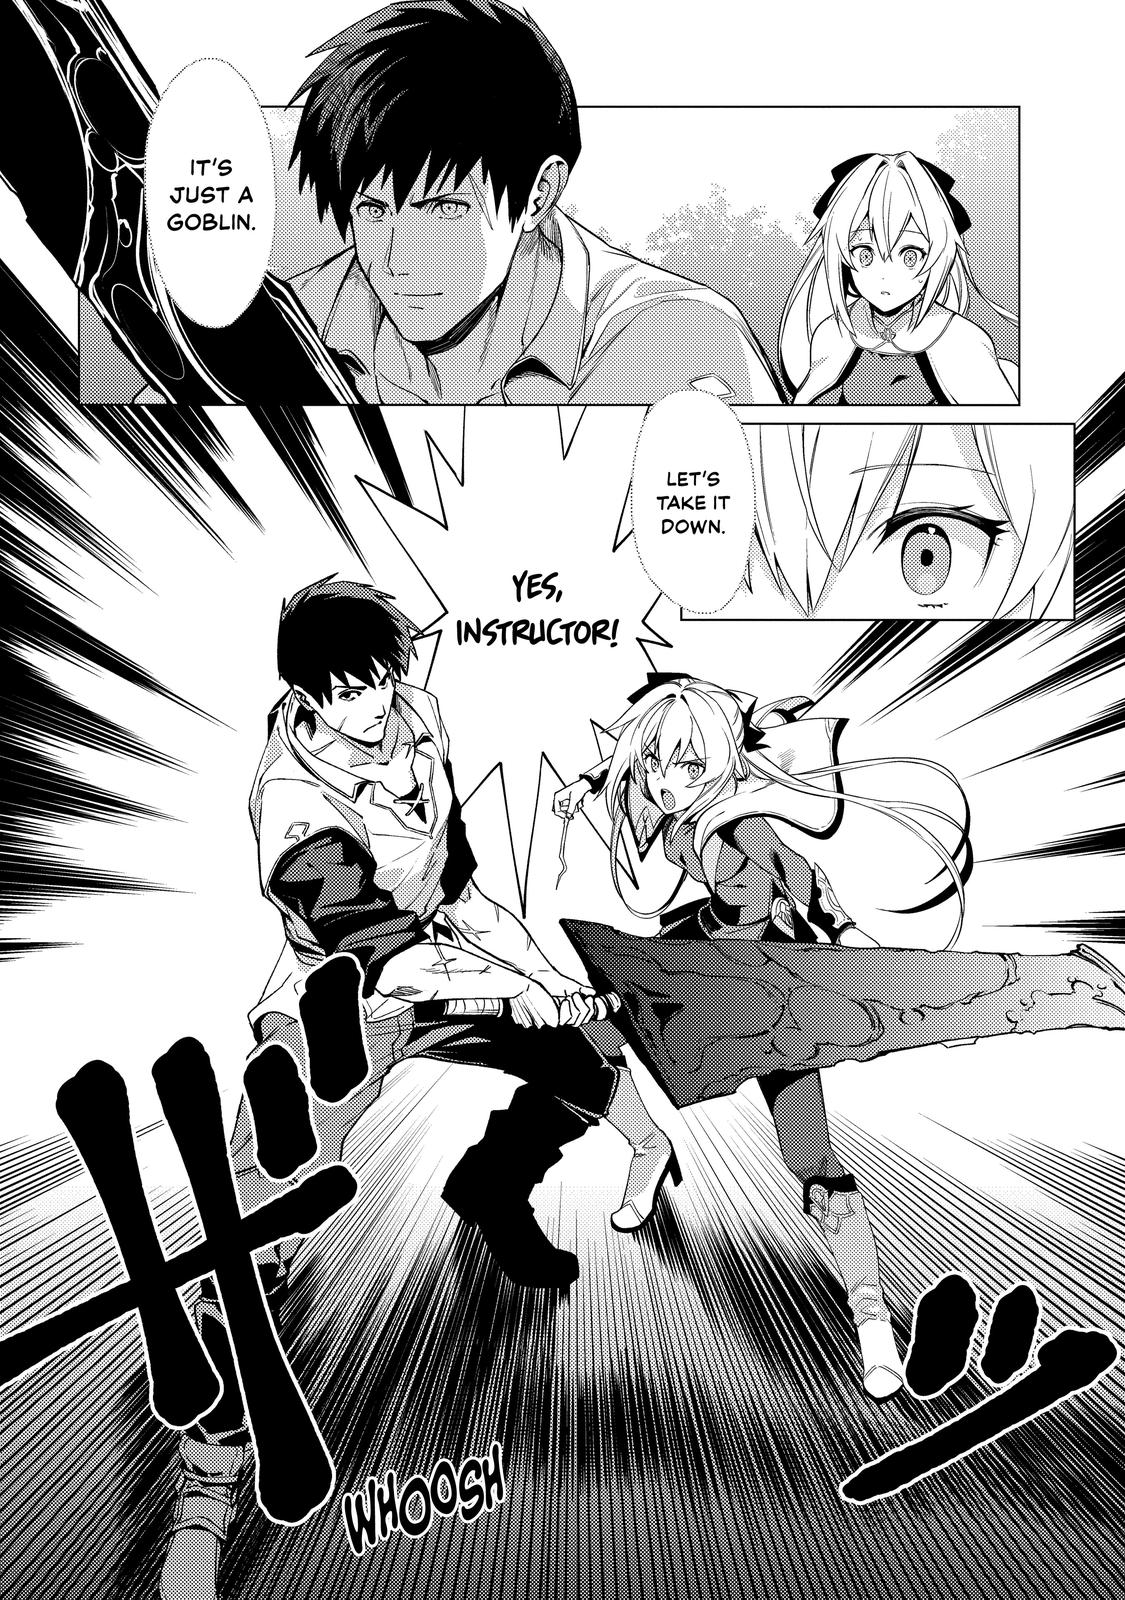 IT'S
JUST A
GOBLIN.
LET'S
TAKE IT
DOWN.
YES,
INSTRUCTOR!
ザッ
WHOOSH